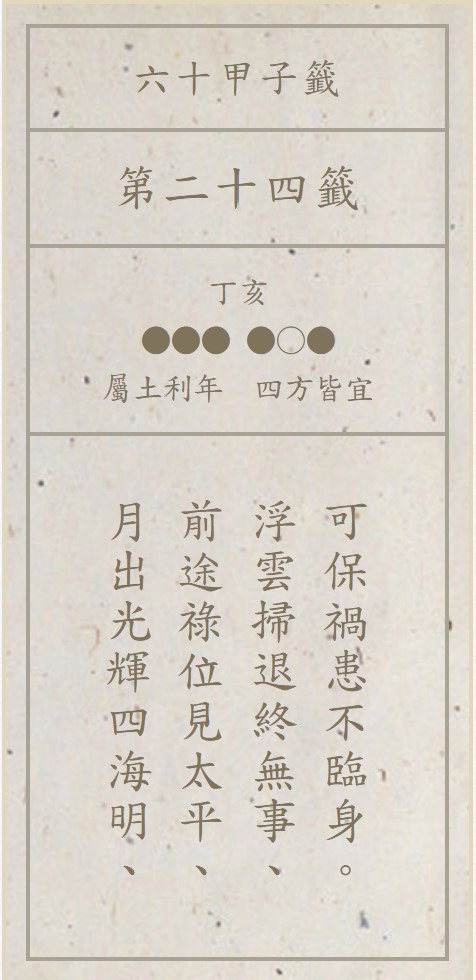 六十甲子籤
第二十四籤
丁亥
●●● ●○●
屬土利年　四方皆宜
月出光輝四海明、
前途祿位見太平、
浮雲掃退終無事、
可保禍患不臨身。